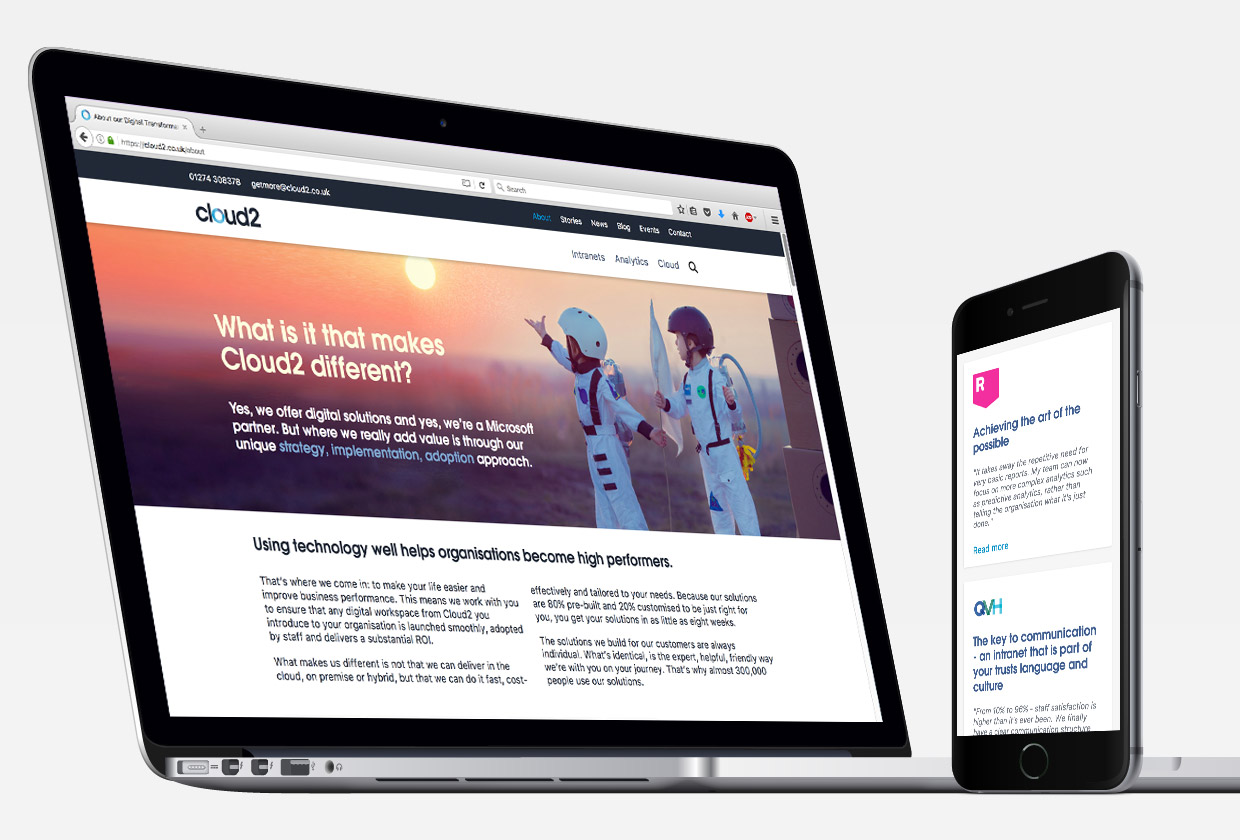 About our Digital Transforma
https://cloud2.co.uk/about
Search
01274 308378 getmore@cloud2.co.uk
About Stories News Blog Events Contact
cloud2
Intranets Analytics Cloud
What is it that makes
Cloud2 different?
Yes, we offer digital solutions and yes, we're a Microsoft
partner. But where we really add value is through our
unique strategy, implementation, adoption approach.
Using technology well helps organisations become high performers.
That's where we come in: to make your life easier and
improve business performance. This means we work with you
to ensure that any digital workspace from Cloud2 you
introduce to your organisation is launched smoothly, adopted
by staff and delivers a substantial ROI.
What makes us different is not that we can deliver in the
cloud, on premise or hybrid, but that we can do it fast, cost-
effectively and tailored to your needs. Because our solutions
are 80% pre-built and 20% customised to be just right for
you, you get your solutions in as little as eight weeks.
The solutions we build for our customers are always
individual. What's identical, is the expert, helpful, friendly way
we're with you on your journey. That's why almost 300,000
people use our solutions.
R
Achieving the art of the
possible
"It takes away the repetitive need for
very basic reports. My team can now
focus on more complex analytics such
as predictive analytics, rather than
telling the organisation what it's just
done."
Read more
QVH
The key to communication
- an intranet that is part of
your trusts language and
culture
"From 10% to 96% - staff satisfaction is
higher than it's ever been. We finally
have a clear communication structure